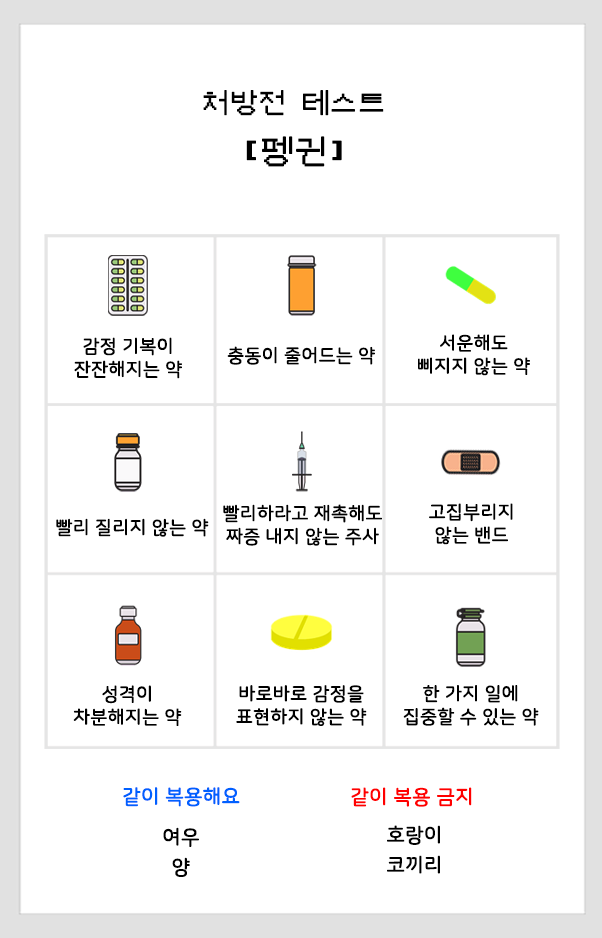 처방전 테스트
[펭귄]
감정 기복이
잔잔해지는 약
충동이 줄어드는 약
서운해도
삐지지 않는 약
빨리 질리지 않는 약
빨리하라고 재촉해도
짜증 내지 않는 주사
고집부리지
않는 밴드
성격이
차분해지는 약
바로바로 감정을
표현하지 않는 약
한 가지 일에
집중할 수 있는 약
같이 복용해요
여우
양
같이 복용 금지
호랑이
코끼리